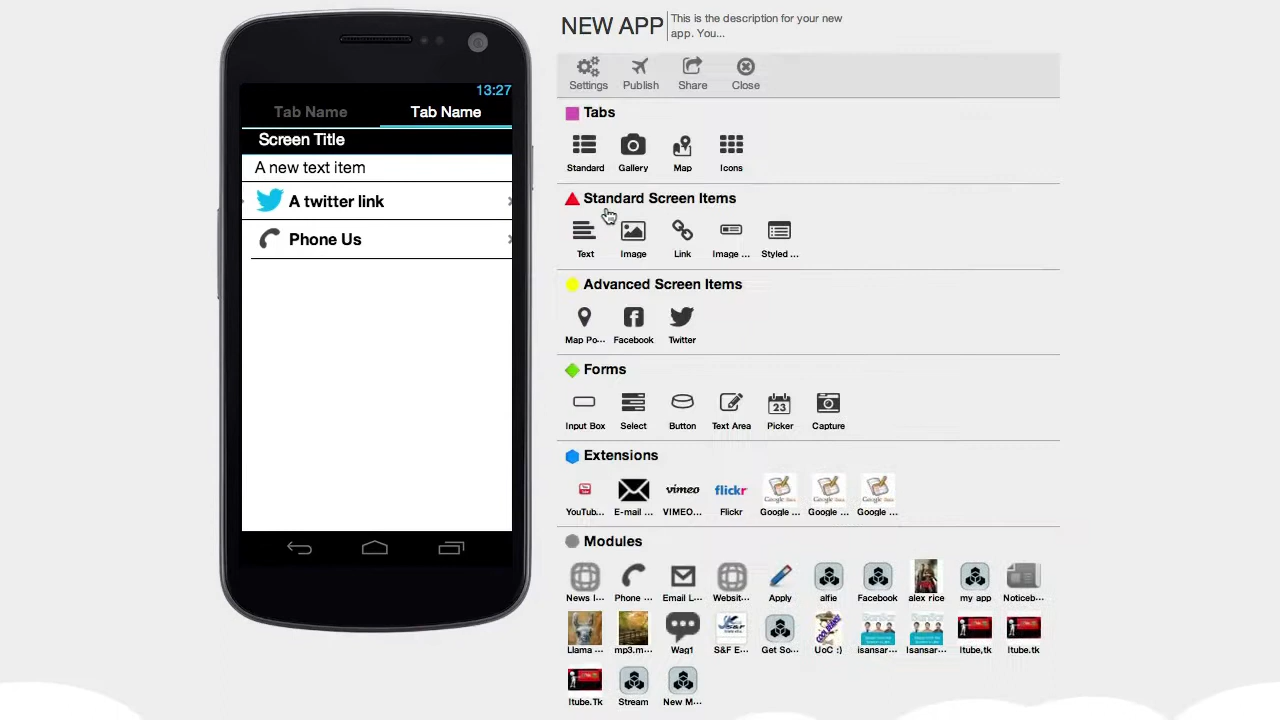 NEW APP
This is the description for your new
app. You...
Settings Publish Share Close
13:27
Tab Name Tab Name
Screen Title
A new text item
A twitter link
Phone Us
Tabs
Standard Gallery Map Icons
Standard Screen Items
Text Image Link Image ... Styled ...
Advanced Screen Items
Map Po... Facebook Twitter
Forms
23
Input Box Select Button Text Area Picker Capture
Extensions
vimeo flickr
YouTub... E-mail ... VIMEO... Flickr Google ... Google ... Google ...
Modules
News I... Phone ... Email L... Websit... Apply alfie Facebook alex rice my app Noticeb...
S&F
Llama ... mp3.m... Wag1 S&F E... Get So... UoC :) isansar... Isansar... Itube,tk Itube.tk
Itube.Tk Stream New M...